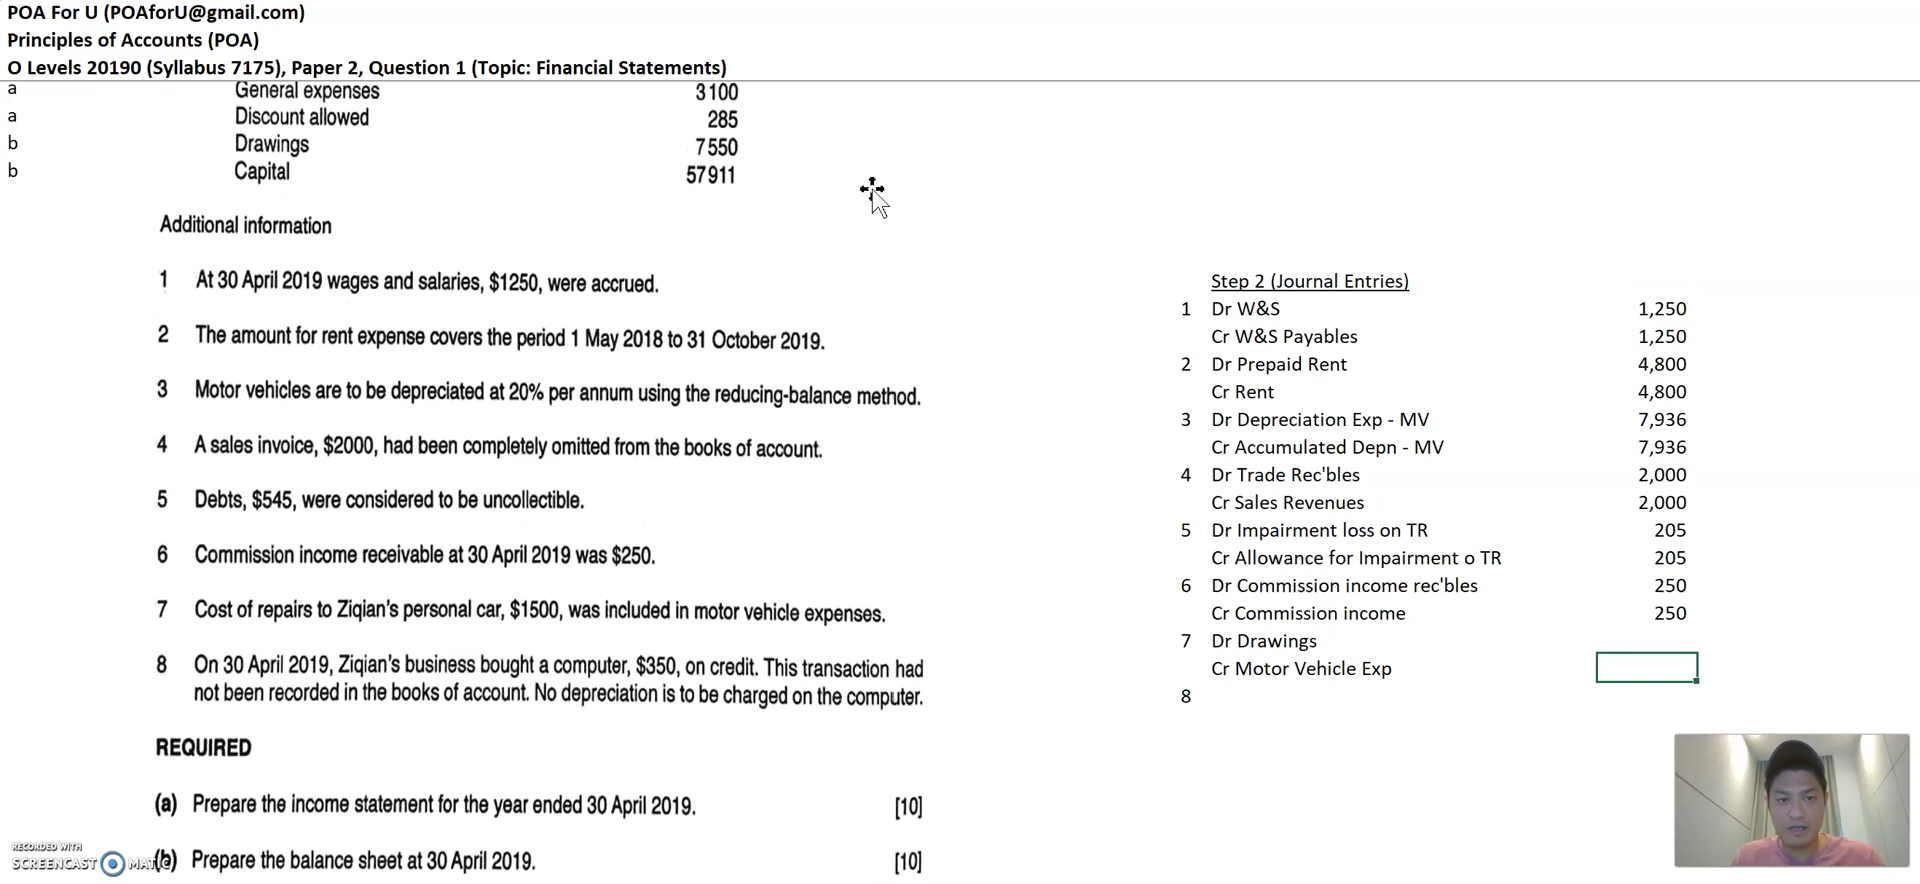 POA For U (POAforU@gmail.com)
Principles of Accounts (POA)
O Levels 20190 (Syllabus 7175), Paper 2, Question 1 (Topic: Financial Statements)
a General expenses 3100
a Discount allowed 285
b Drawings 7550
b Capital 57911
Additional information
1 At 30 April 2019 wages and salaries, $1250, were accrued.
2 The amount for rent expense covers the period 1 May 2018 to 31 October 2019.
3 Motor vehicles are to be depreciated at 20% per annum using the reducing-balance method.
4 A sales invoice, $2000, had been completely omitted from the books of account.
5 Debts, $545, were considered to be uncollectible.
6 Commission income receivable at 30 April 2019 was $250.
7 Cost of repairs to Ziqian's personal car, $1500, was included in motor vehicle expenses.
8 On 30 April 2019, Ziqian's business bought a computer, $350, on credit. This transaction had
not been recorded in the books of account. No depreciation is to be charged on the computer.
REQUIRED
(a) Prepare the income statement for the year ended 30 April 2019. [10]
(b) Prepare the balance sheet at 30 April 2019. [10]
Step 2 (Journal Entries)
1 Dr W&S 1,250
Cr W&S Payables 1,250
2 Dr Prepaid Rent 4,800
Cr Rent 4,800
3 Dr Depreciation Exp - MV 7,936
Cr Accumulated Depn - MV 7,936
4 Dr Trade Rec'bles 2,000
Cr Sales Revenues 2,000
5 Dr Impairment loss on TR 205
Cr Allowance for Impairment o TR 205
6 Dr Commission income rec'bles 250
Cr Commission income 250
7 Dr Drawings
Cr Motor Vehicle Exp
8
RECORDED WITH
SCREENCAST MATIC